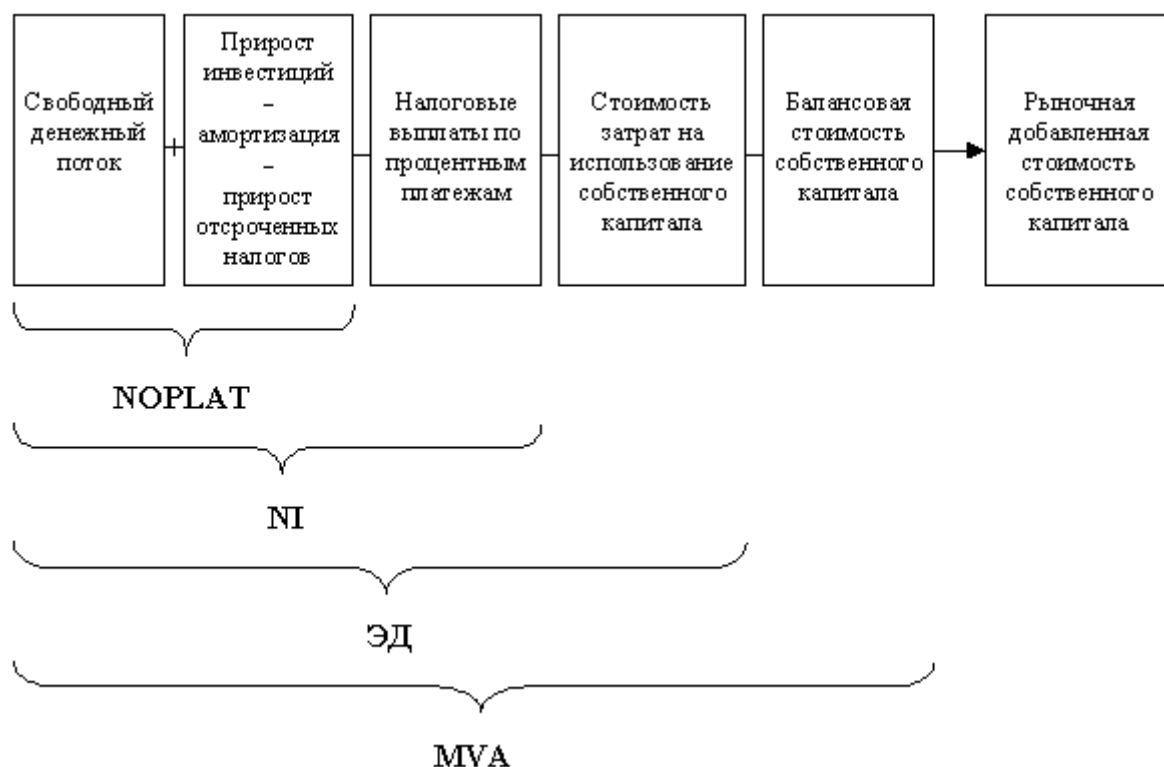 Свободный
денежный
поток
+
Прирост
инвестиций
–
амортизация
–
прирост
отсроченных
налогов
Налоговые
выплаты по
процентным
платежам
Стоимость
затрат на
использование
собственного
капитала
Балансовая
стоимость
собственного
капитала
Рыночная
добавленная
стоимость
собственного
капитала
NOPLAT
NI
ЭД
MVA